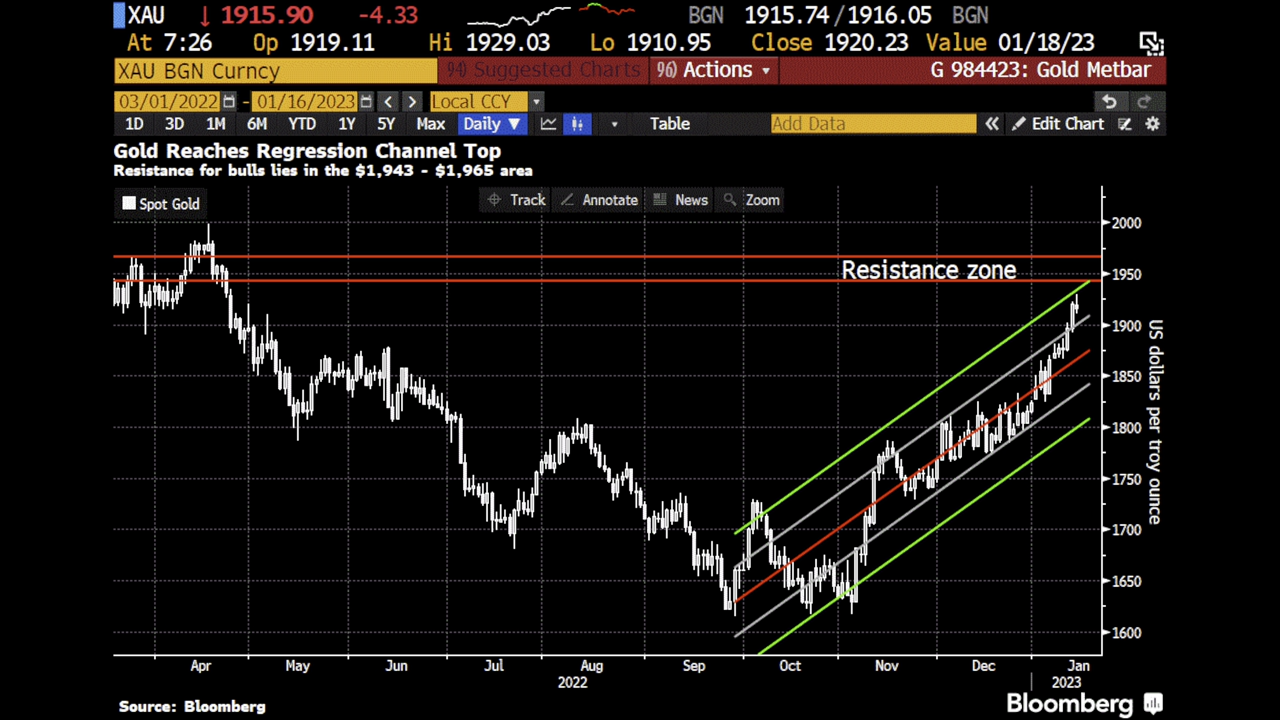 XAU ↓ 1915.90 -4.33 BGN 1915.74/1916.05 BGN
At 7:26 Op 1919.11 Hi 1929.03 Lo 1910.95 Close 1920.23 Value 01/18/23
XAU BGN Curncy 94) Suggested Charts 96) Actions G 984423: Gold Metbar
03/01/2022 - 01/16/2023 Local CCY
1D 3D 1M 6M YTD 1Y 5Y Max Daily ▼ Table Add Data « Edit Chart
Gold Reaches Regression Channel Top
Resistance for bulls lies in the $1,943 - $1,965 area
Spot Gold Track Annotate News Zoom
2000
Resistance zone
1950
1900
1850
1800
1750
1700
1650
1600
US dollars per troy ounce
Apr May Jun Jul Aug Sep Oct Nov Dec Jan
2022 2023
Source: Bloomberg
Bloomberg